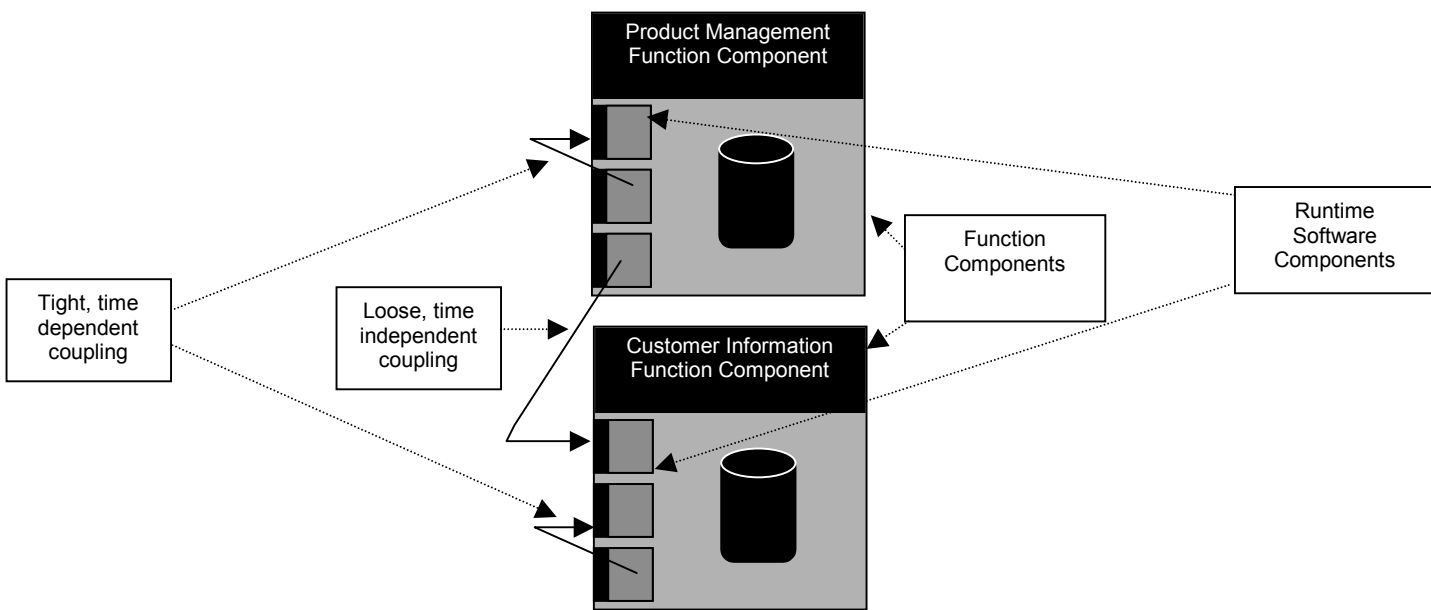 Product Management
Function Component
Runtime
Software
Components
Function
Components
Tight, time
dependent
coupling
Loose, time
independent
coupling
Customer Information
Function Component